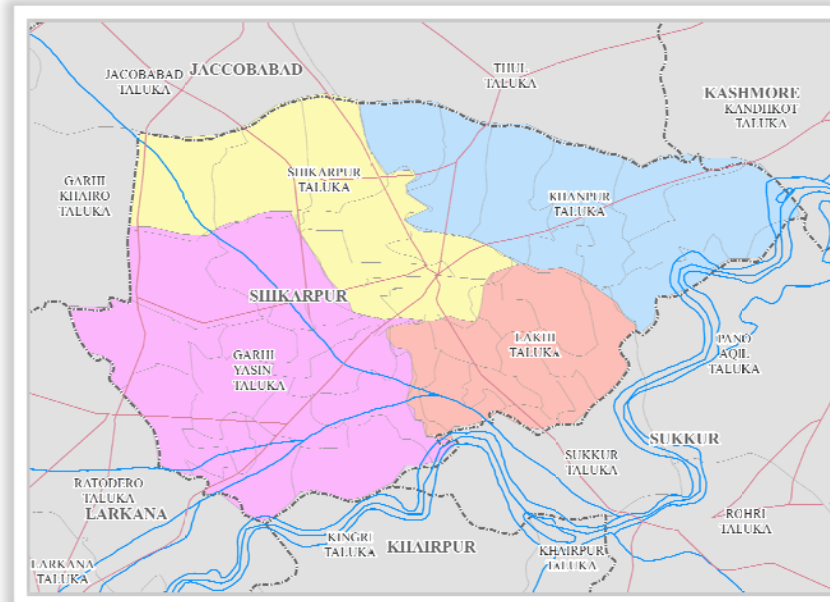 JACCOBABAD
JACOBABAD
TALUKA
THUL
TALUKA
KASHMORE
KANDHKOT
TALUKA
GARHI
KHAIRO
TALUKA
SHIKARPUR
TALUKA
KHANPUR
TALUKA
SHIKARPUR
LAKHI
TALUKA
PANO
AQIL
TALUKA
GARHI
YASIN
TALUKA
SUKKUR
SUKKUR
TALUKA
RATODERO
TALUKA
LARKANA
ROHRI
TALUKA
KINGRI
TALUKA
KHAIRPUR
KHAIRPUR
TALUKA
LARKANA
TALUKA